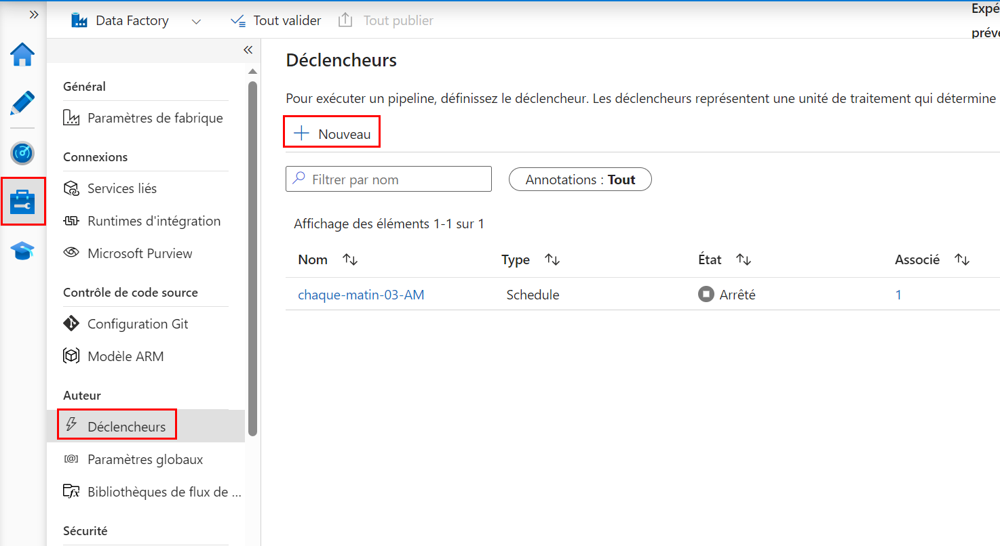 Data Factory
Tout valider
Tout publier
Expé
préve
Général
Paramètres de fabrique
Connexions
Services liés
Runtimes d'intégration
Microsoft Purview
Contrôle de code source
Configuration Git
Modèle ARM
Auteur
Déclencheurs
Paramètres globaux
Bibliothèques de flux de ...
Sécurité
Déclencheurs
Pour exécuter un pipeline, définissez le déclencheur. Les déclencheurs représentent une unité de traitement qui détermine
Nouveau
Filtrer par nom
Annotations : Tout
Affichage des éléments 1-1 sur 1
Nom Type État Associé
chaque-matin-03-AM Schedule Arrêté 1